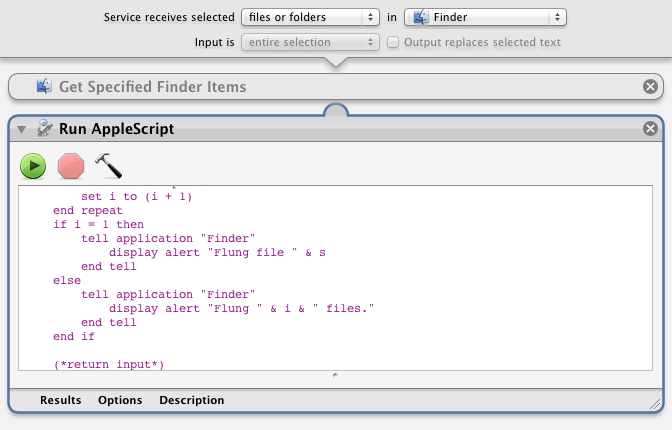 Service receives selected files or folders in Finder
Input is entire selection Output replaces selected text
Get Specified Finder Items
Run AppleScript
set i to (i + 1)
end repeat
if i = 1 then
tell application "Finder"
display alert "Flung file " & s
end tell
else
tell application "Finder"
display alert "Flung " & i & " files."
end tell
end if
(*return input*)
Results Options Description